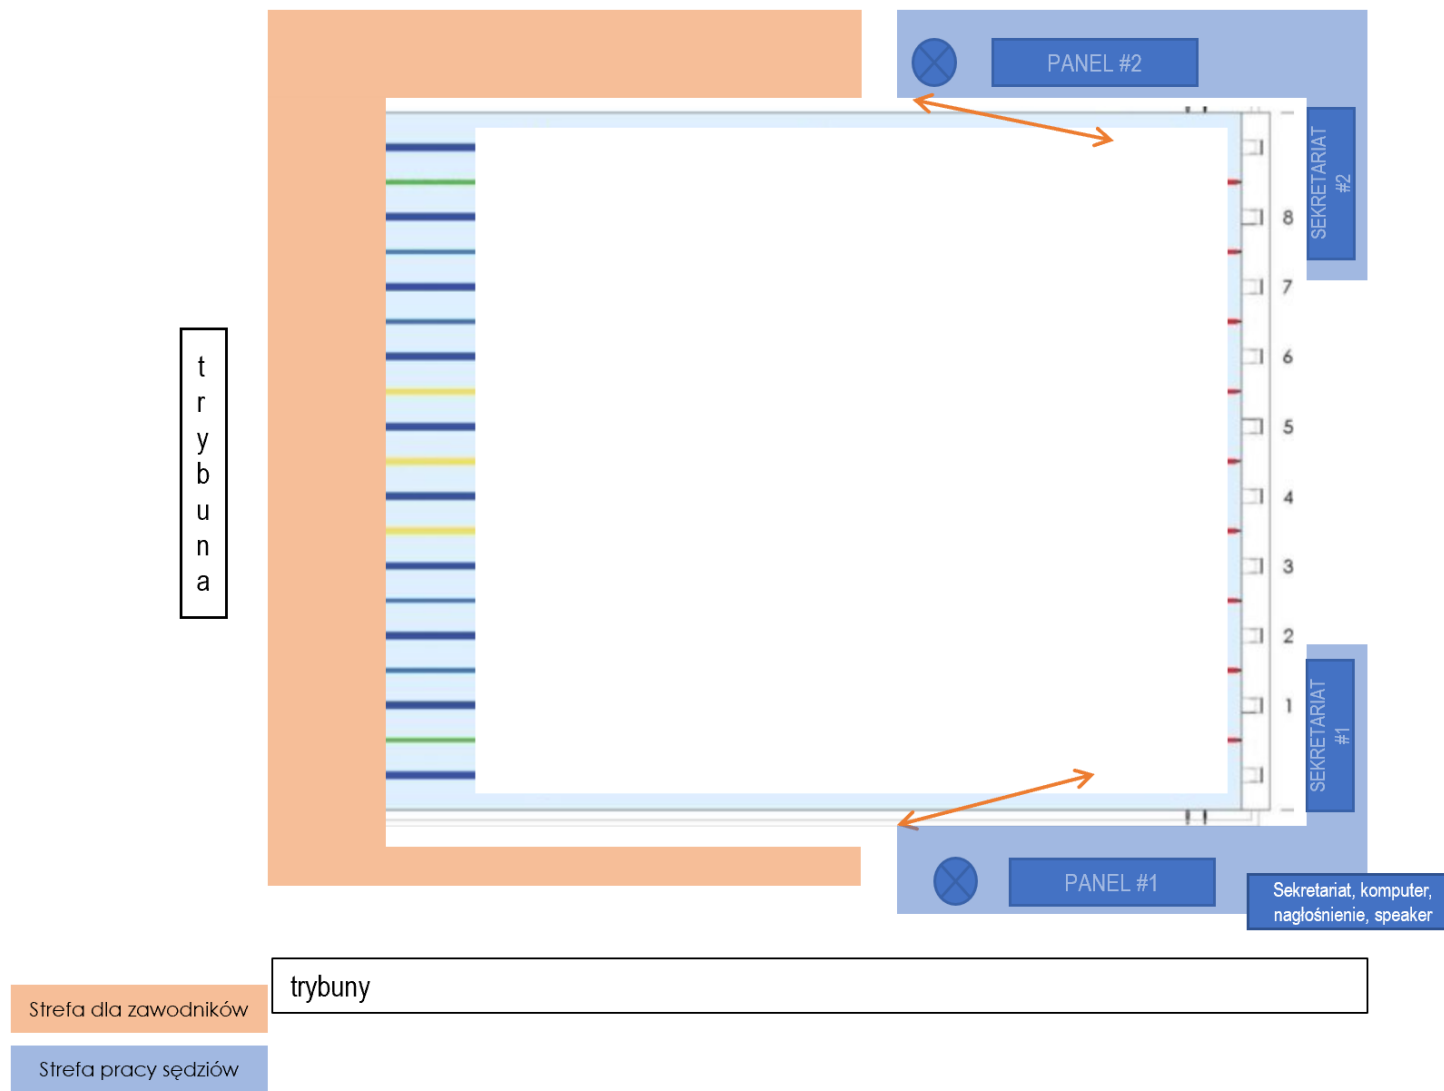 PANEL #2
SEKRETARIAT
#2
8
7
6
5
4
3
2
1
t
r
y
b
u
n
a
SEKRETARIAT
#1
PANEL #1
Sekretariat, komputer,
nagłośnienie, speaker
trybuny
Strefa dla zawodników
Strefa pracy sędziów